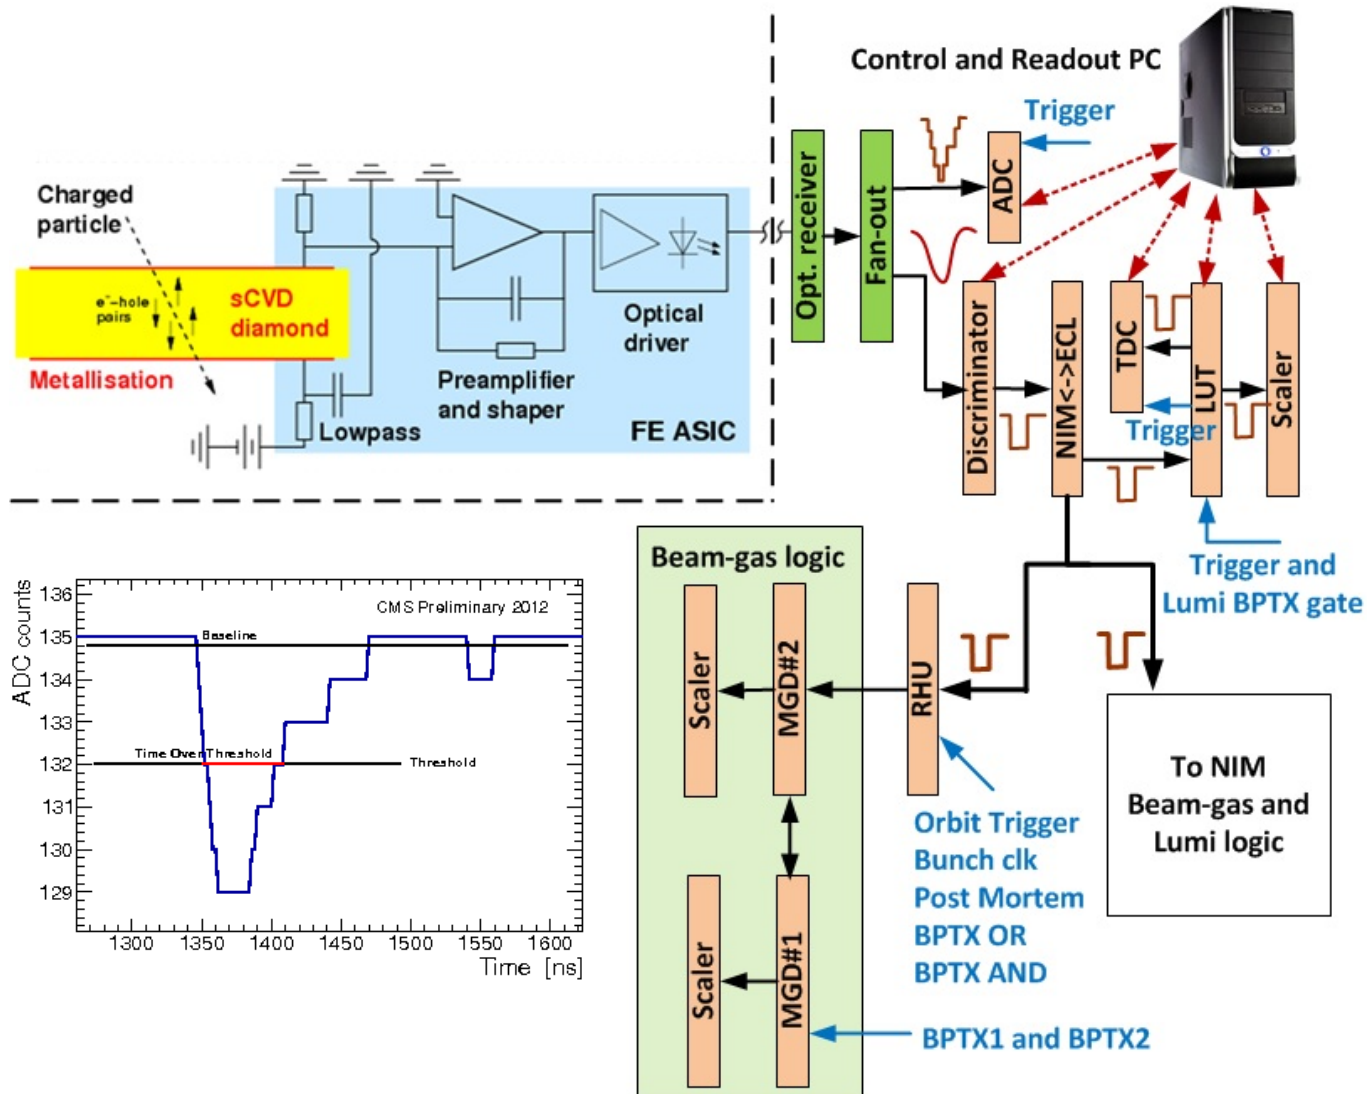 Control and Readout PC
Trigger
Charged
particle
e⁻-hole
pairs
sCVD
diamond
Metallisation
Lowpass
Preamplifier
and shaper
Optical
driver
FE ASIC
Opt. receiver
Fan-out
ADC
Discriminator
NIM<->ECL
TDC
Trigger
LUT
Scaler
Trigger and
Lumi BPTX gate
Beam-gas logic
Scaler
MGD#2
RHU
Scaler
MGD#1
Orbit Trigger
Bunch clk
Post Mortem
BPTX OR
BPTX AND
BPTX1 and BPTX2
To NIM
Beam-gas and
Lumi logic
CMS Preliminary 2012
ADC counts
136
135
134
133
132
131
130
129
Baseline
Time Over Threshold
Threshold
1300 1350 1400 1450 1500 1550 1600
Time [ns]